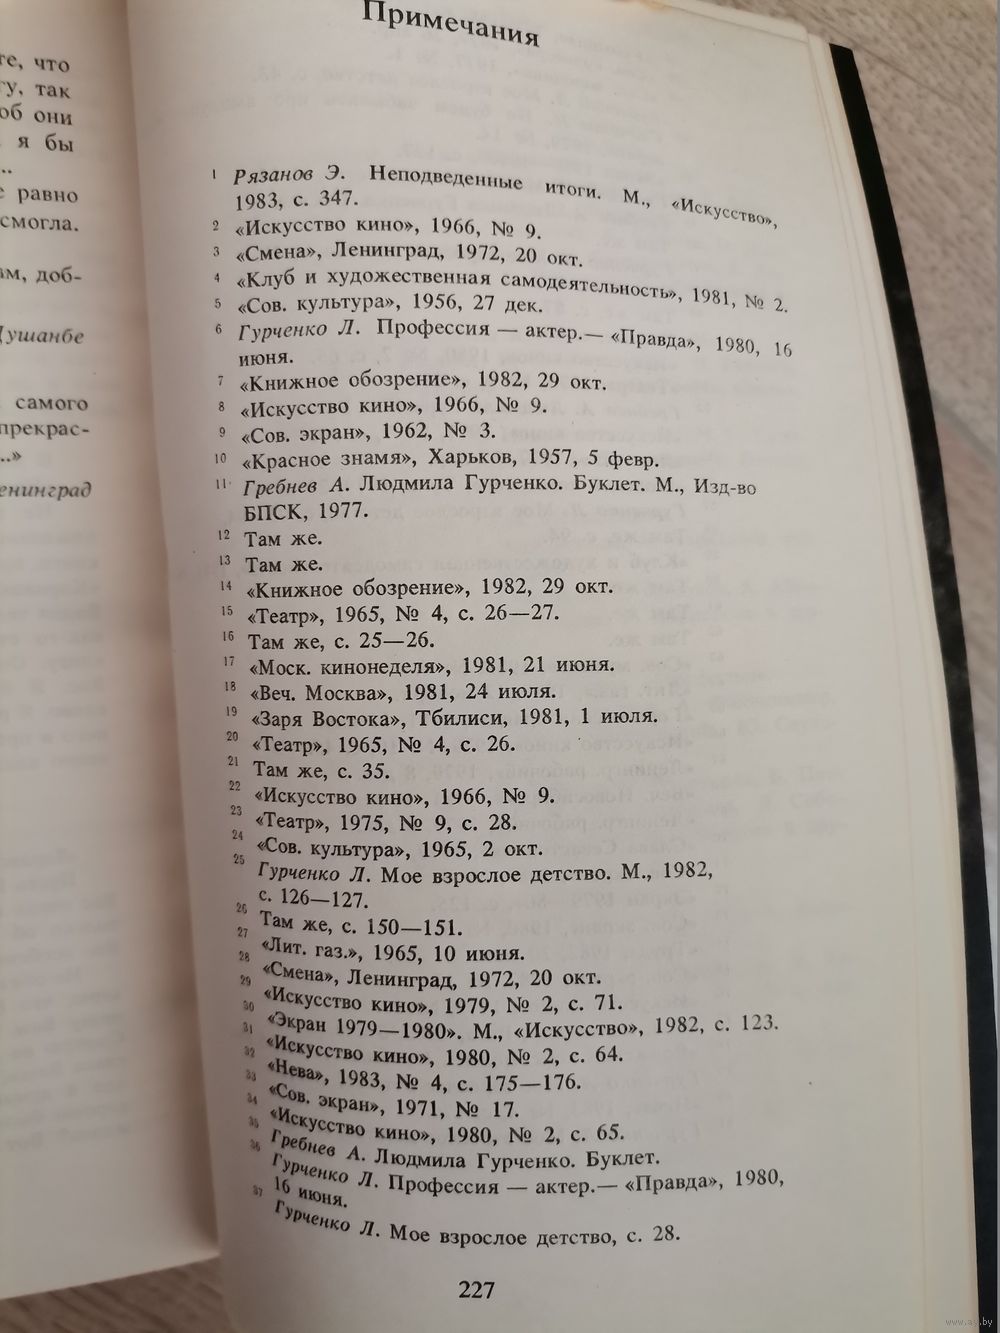 те, что
гу, так
об они
я бы
..
е равно
смогла.
ам, доб-
Душанбе
самого
прекрас-
..»
енинград
Примечания
1 Рязанов Э. Неподведенные итоги. М., «Искусство»,
1983, с. 347.
2 «Искусство кино», 1966, № 9.
3 «Смена», Ленинград, 1972, 20 окт.
4 «Клуб и художественная самодеятельность», 1981, № 2.
5 «Сов. культура», 1956, 27 дек.
6 Гурченко Л. Профессия — актер.— «Правда», 1980, 16
июня.
7 «Книжное обозрение», 1982, 29 окт.
8 «Искусство кино», 1966, № 9.
9 «Сов. экран», 1962, № 3.
10 «Красное знамя», Харьков, 1957, 5 февр.
11 Гребнев А. Людмила Гурченко. Буклет. М., Изд-во
БПСК, 1977.
12 Там же.
13 Там же.
14 «Книжное обозрение», 1982, 29 окт.
15 «Театр», 1965, № 4, с. 26—27.
16 Там же, с. 25—26.
17 «Моск. кинонеделя», 1981, 21 июня.
18 «Веч. Москва», 1981, 24 июля.
19 «Заря Востока», Тбилиси, 1981, 1 июля.
20 «Театр», 1965, № 4, с. 26.
21 Там же, с. 35.
22 «Искусство кино», 1966, № 9.
23 «Театр», 1975, № 9, с. 28.
24 «Сов. культура», 1965, 2 окт.
25 Гурченко Л. Мое взрослое детство. М., 1982,
с. 126—127.
26 Там же, с. 150—151.
27 «Лит. газ.», 1965, 10 июня.
28 «Смена», Ленинград, 1972, 20 окт.
29 «Искусство кино», 1979, № 2, с. 71.
30 «Экран 1979—1980». М., «Искусство», 1982, с. 123.
31 «Искусство кино», 1980, № 2, с. 64.
32 «Нева», 1983, № 4, с. 175—176.
33 «Сов. экран», 1971, № 17.
34 «Искусство кино», 1980, № 2, с. 65.
35 Гребнев А. Людмила Гурченко. Буклет.
36 Гурченко Л. Профессия — актер.— «Правда», 1980,
16 июня.
37 Гурченко Л. Мое взрослое детство, с. 28.
227
www.ay.by